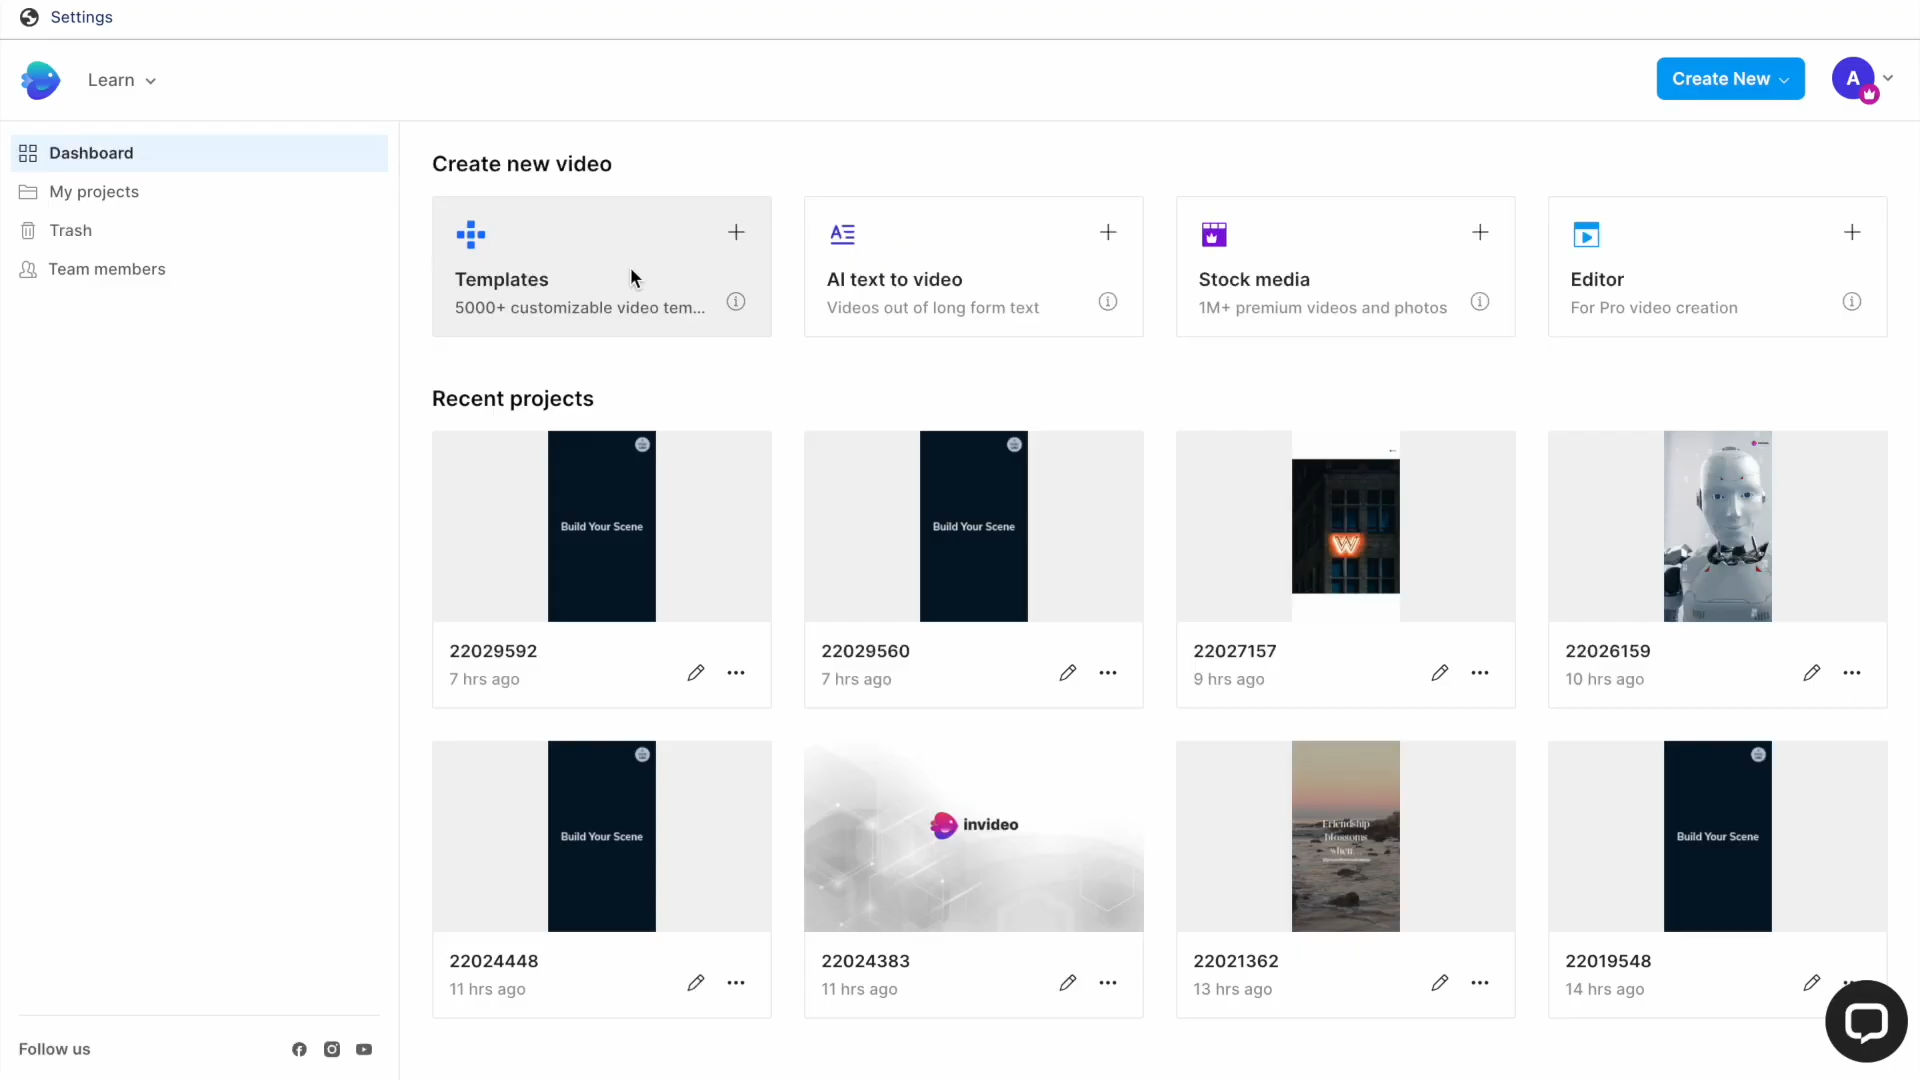 Settings
Learn
Create New
A
Dashboard
My projects
Trash
Team members
Create new video
Templates
5000+ customizable video tem...
AI text to video
Videos out of long form text
Stock media
1M+ premium videos and photos
Editor
For Pro video creation
Recent projects
Build Your Scene
Build Your Scene
W
22029592
7 hrs ago
22029560
7 hrs ago
22027157
9 hrs ago
22026159
10 hrs ago
Build Your Scene
invideo
Friendship
blossoms
when
Build Your Scene
22024448
11 hrs ago
22024383
11 hrs ago
22021362
13 hrs ago
22019548
14 hrs ago
Follow us